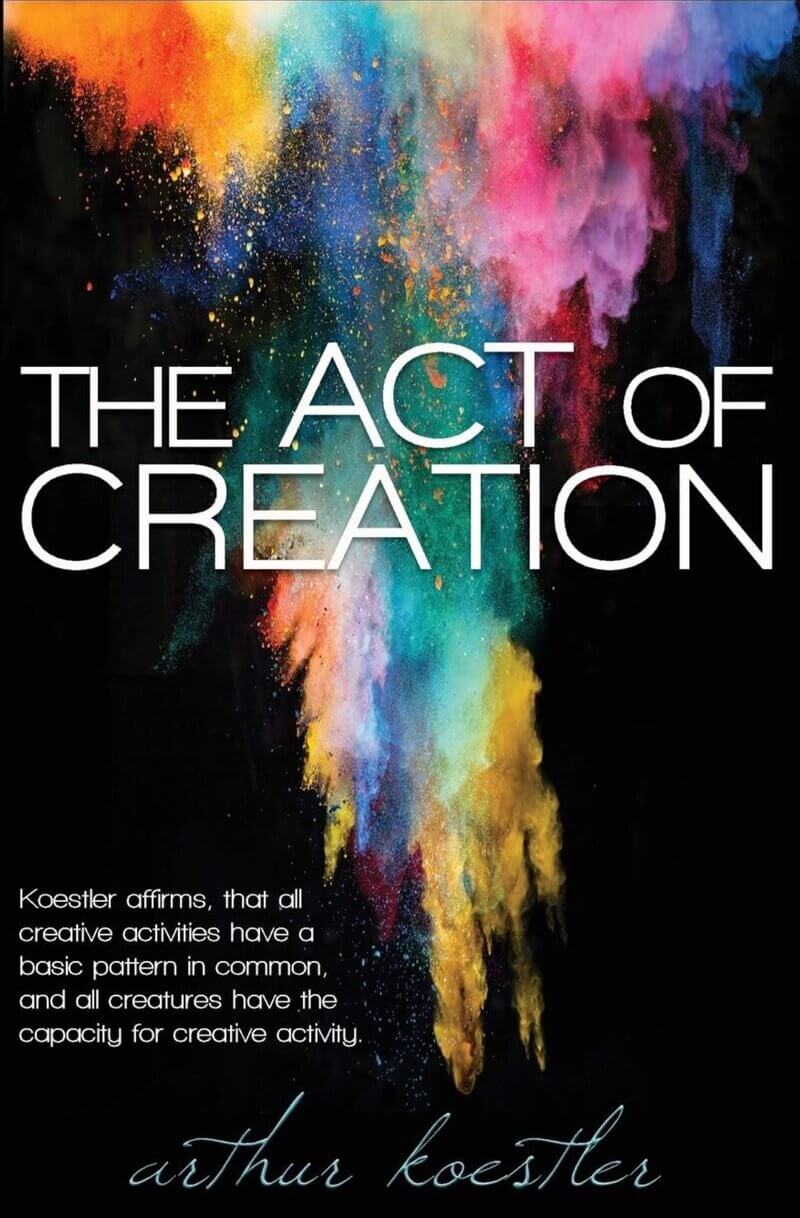 THE ACT OF
CREATION
Koestler affirms, that all
creative activities have a
basic pattern in common,
and all creatures have the
capacity for creative activity.
arthur koestler